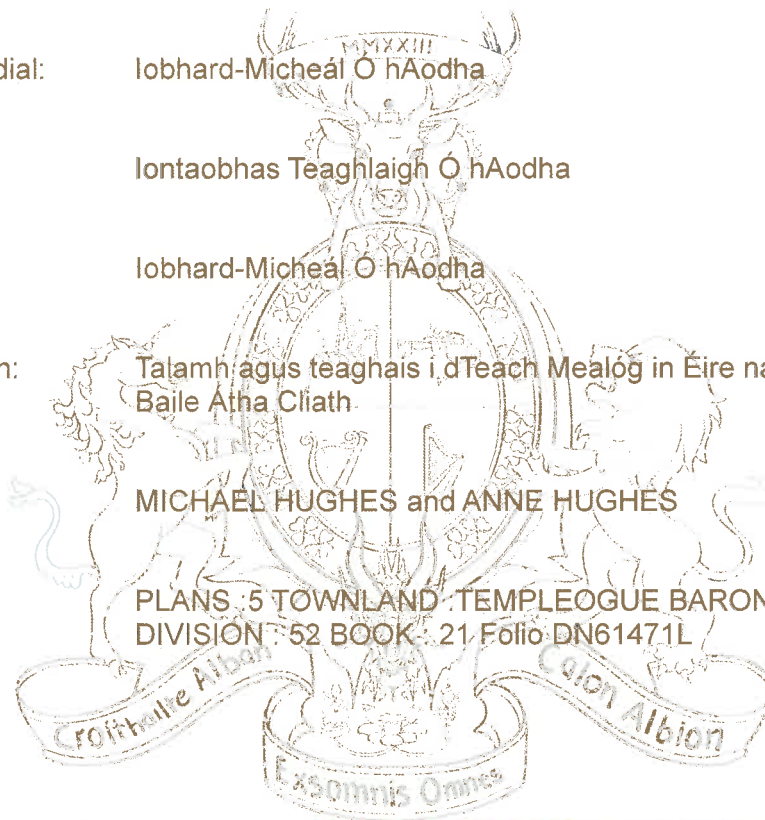 MMXXIII
dial: Iobhard-Micheál Ó hAodha
Iontaobhas Teaghlaigh Ó hAodha
Iobhard-Micheál Ó hAodha
n: Talamh agus teaghais i dTeach Mealóg in Éire na
Baile Átha Cliath
MICHAEL HUGHES and ANNE HUGHES
PLANS :5 TOWNLAND :TEMPLEOGUE BARON
DIVISION : 52 BOOK : 21 Folio DN61471L
Alban
Calon Albion
Exsomnis Omnes